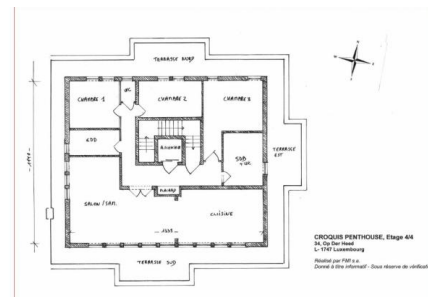 TERRASSE NORD
CHAMBRE 1
WC
CHAMBRE 2
CHAMBRE 3
SDB
+ WC
TERRASSE
EST
SALON / SAM.
CUISINE
TERRASSE SUD
CROQUIS PENTHOUSE, Etage 4/4
34, Op Der Heed
L- 1747 Luxembourg
Réalisé par FMI s.a.
Donné à titre informatif - Sous réserve de vérificati